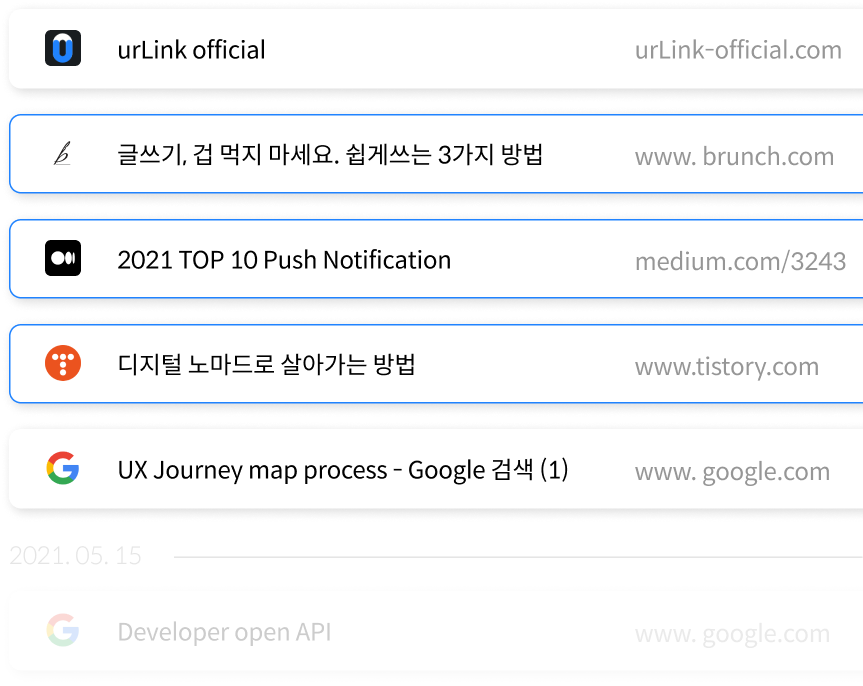 urLink official urLink-official.com
글쓰기, 겁 먹지 마세요. 쉽게쓰는 3가지 방법 www. brunch.com
2021 TOP 10 Push Notification medium.com/3243
디지털 노마드로 살아가는 방법 www.tistory.com
UX Journey map process - Google 검색 (1) www. google.com
2021. 05. 15
Developer open API www. google.com